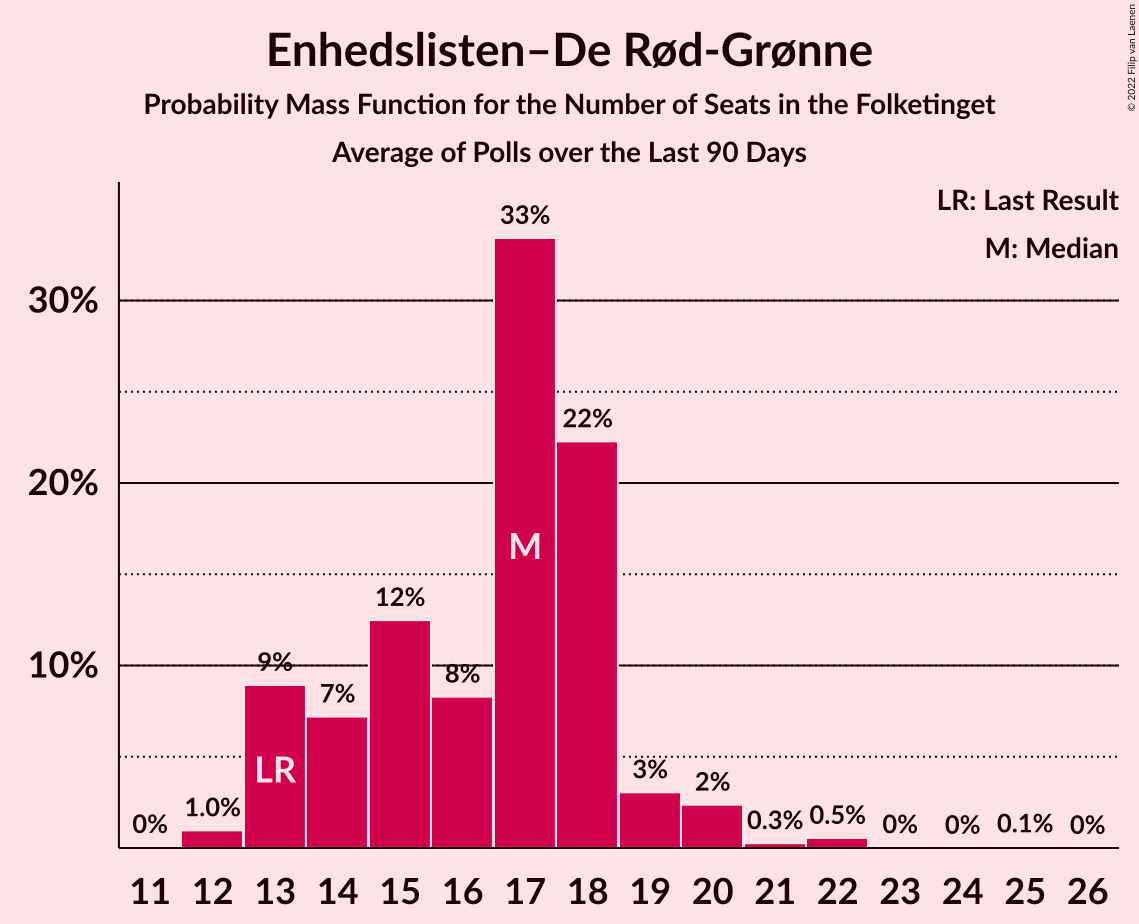 Enhedslisten–De Rød-Grønne
Probability Mass Function for the Number of Seats in the Folketinget
Average of Polls over the Last 90 Days
© 2022 Filip van Laenen
LR: Last Result
M: Median
30%
20%
10%
0%
1.0%
9%
7%
12%
8%
33%
22%
3%
2%
0.3%
0.5%
0%
0%
0.1%
0%
LR
M
11 12 13 14 15 16 17 18 19 20 21 22 23 24 25 26